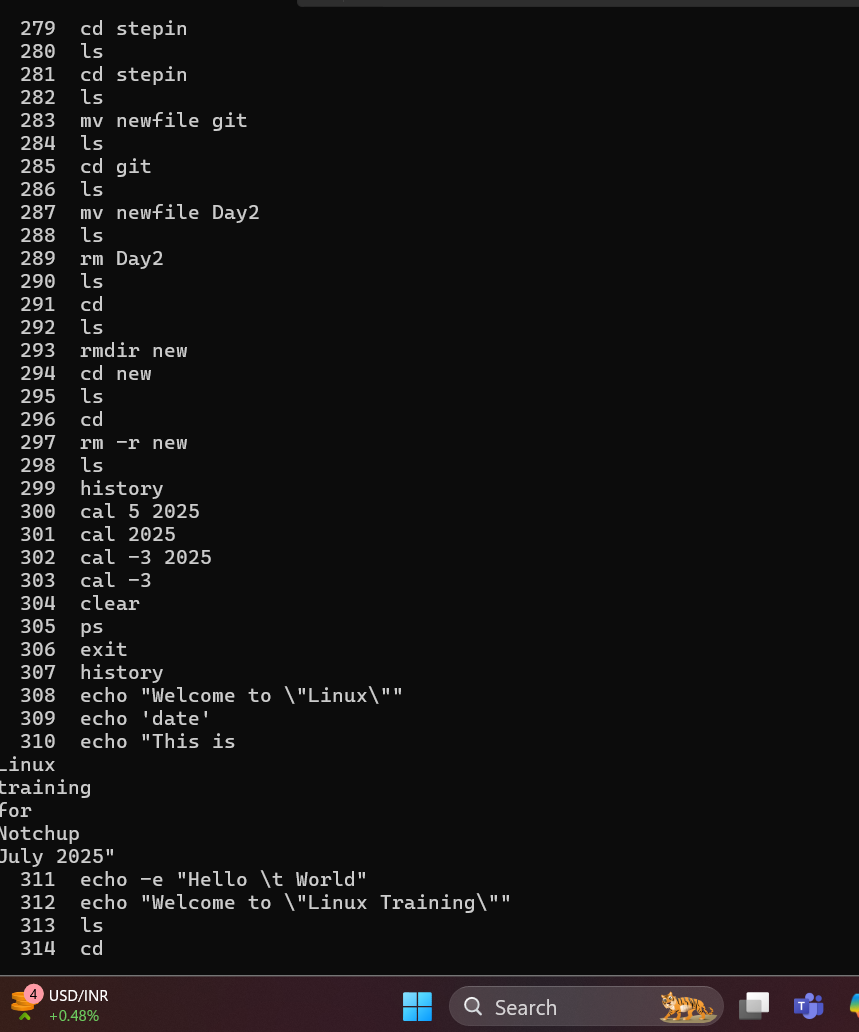 279 cd stepin
280 ls
281 cd stepin
282 ls
283 mv newfile git
284 ls
285 cd git
286 ls
287 mv newfile Day2
288 ls
289 rm Day2
290 ls
291 cd
292 ls
293 rmdir new
294 cd new
295 ls
296 cd
297 rm -r new
298 ls
299 history
300 cal 5 2025
301 cal 2025
302 cal -3 2025
303 cal -3
304 clear
305 ps
306 exit
307 history
308 echo "Welcome to \"Linux\""
309 echo 'date'
310 echo "This is
Linux
training
for
Notchup
July 2025"
311 echo -e "Hello \t World"
312 echo "Welcome to \"Linux Training\""
313 ls
314 cd
4 USD/INR
+0.48%
Search
T